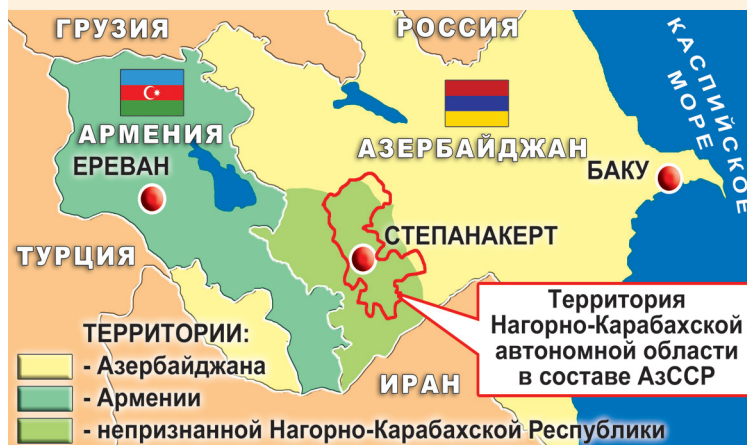 ГРУЗИЯ
РОССИЯ
КАСПИЙСКОЕ
МОРЕ
АРМЕНИЯ
АЗЕРБАЙДЖАН
ЕРЕВАН
БАКУ
СТЕПАНАКЕРТ
ТУРЦИЯ
Территория
Нагорно-Карабахской
автономной области
в составе АзССР
ИРАН
ТЕРРИТОРИИ:
- Азербайджана
- Армении
- непризнанной Нагорно-Карабахской Республики